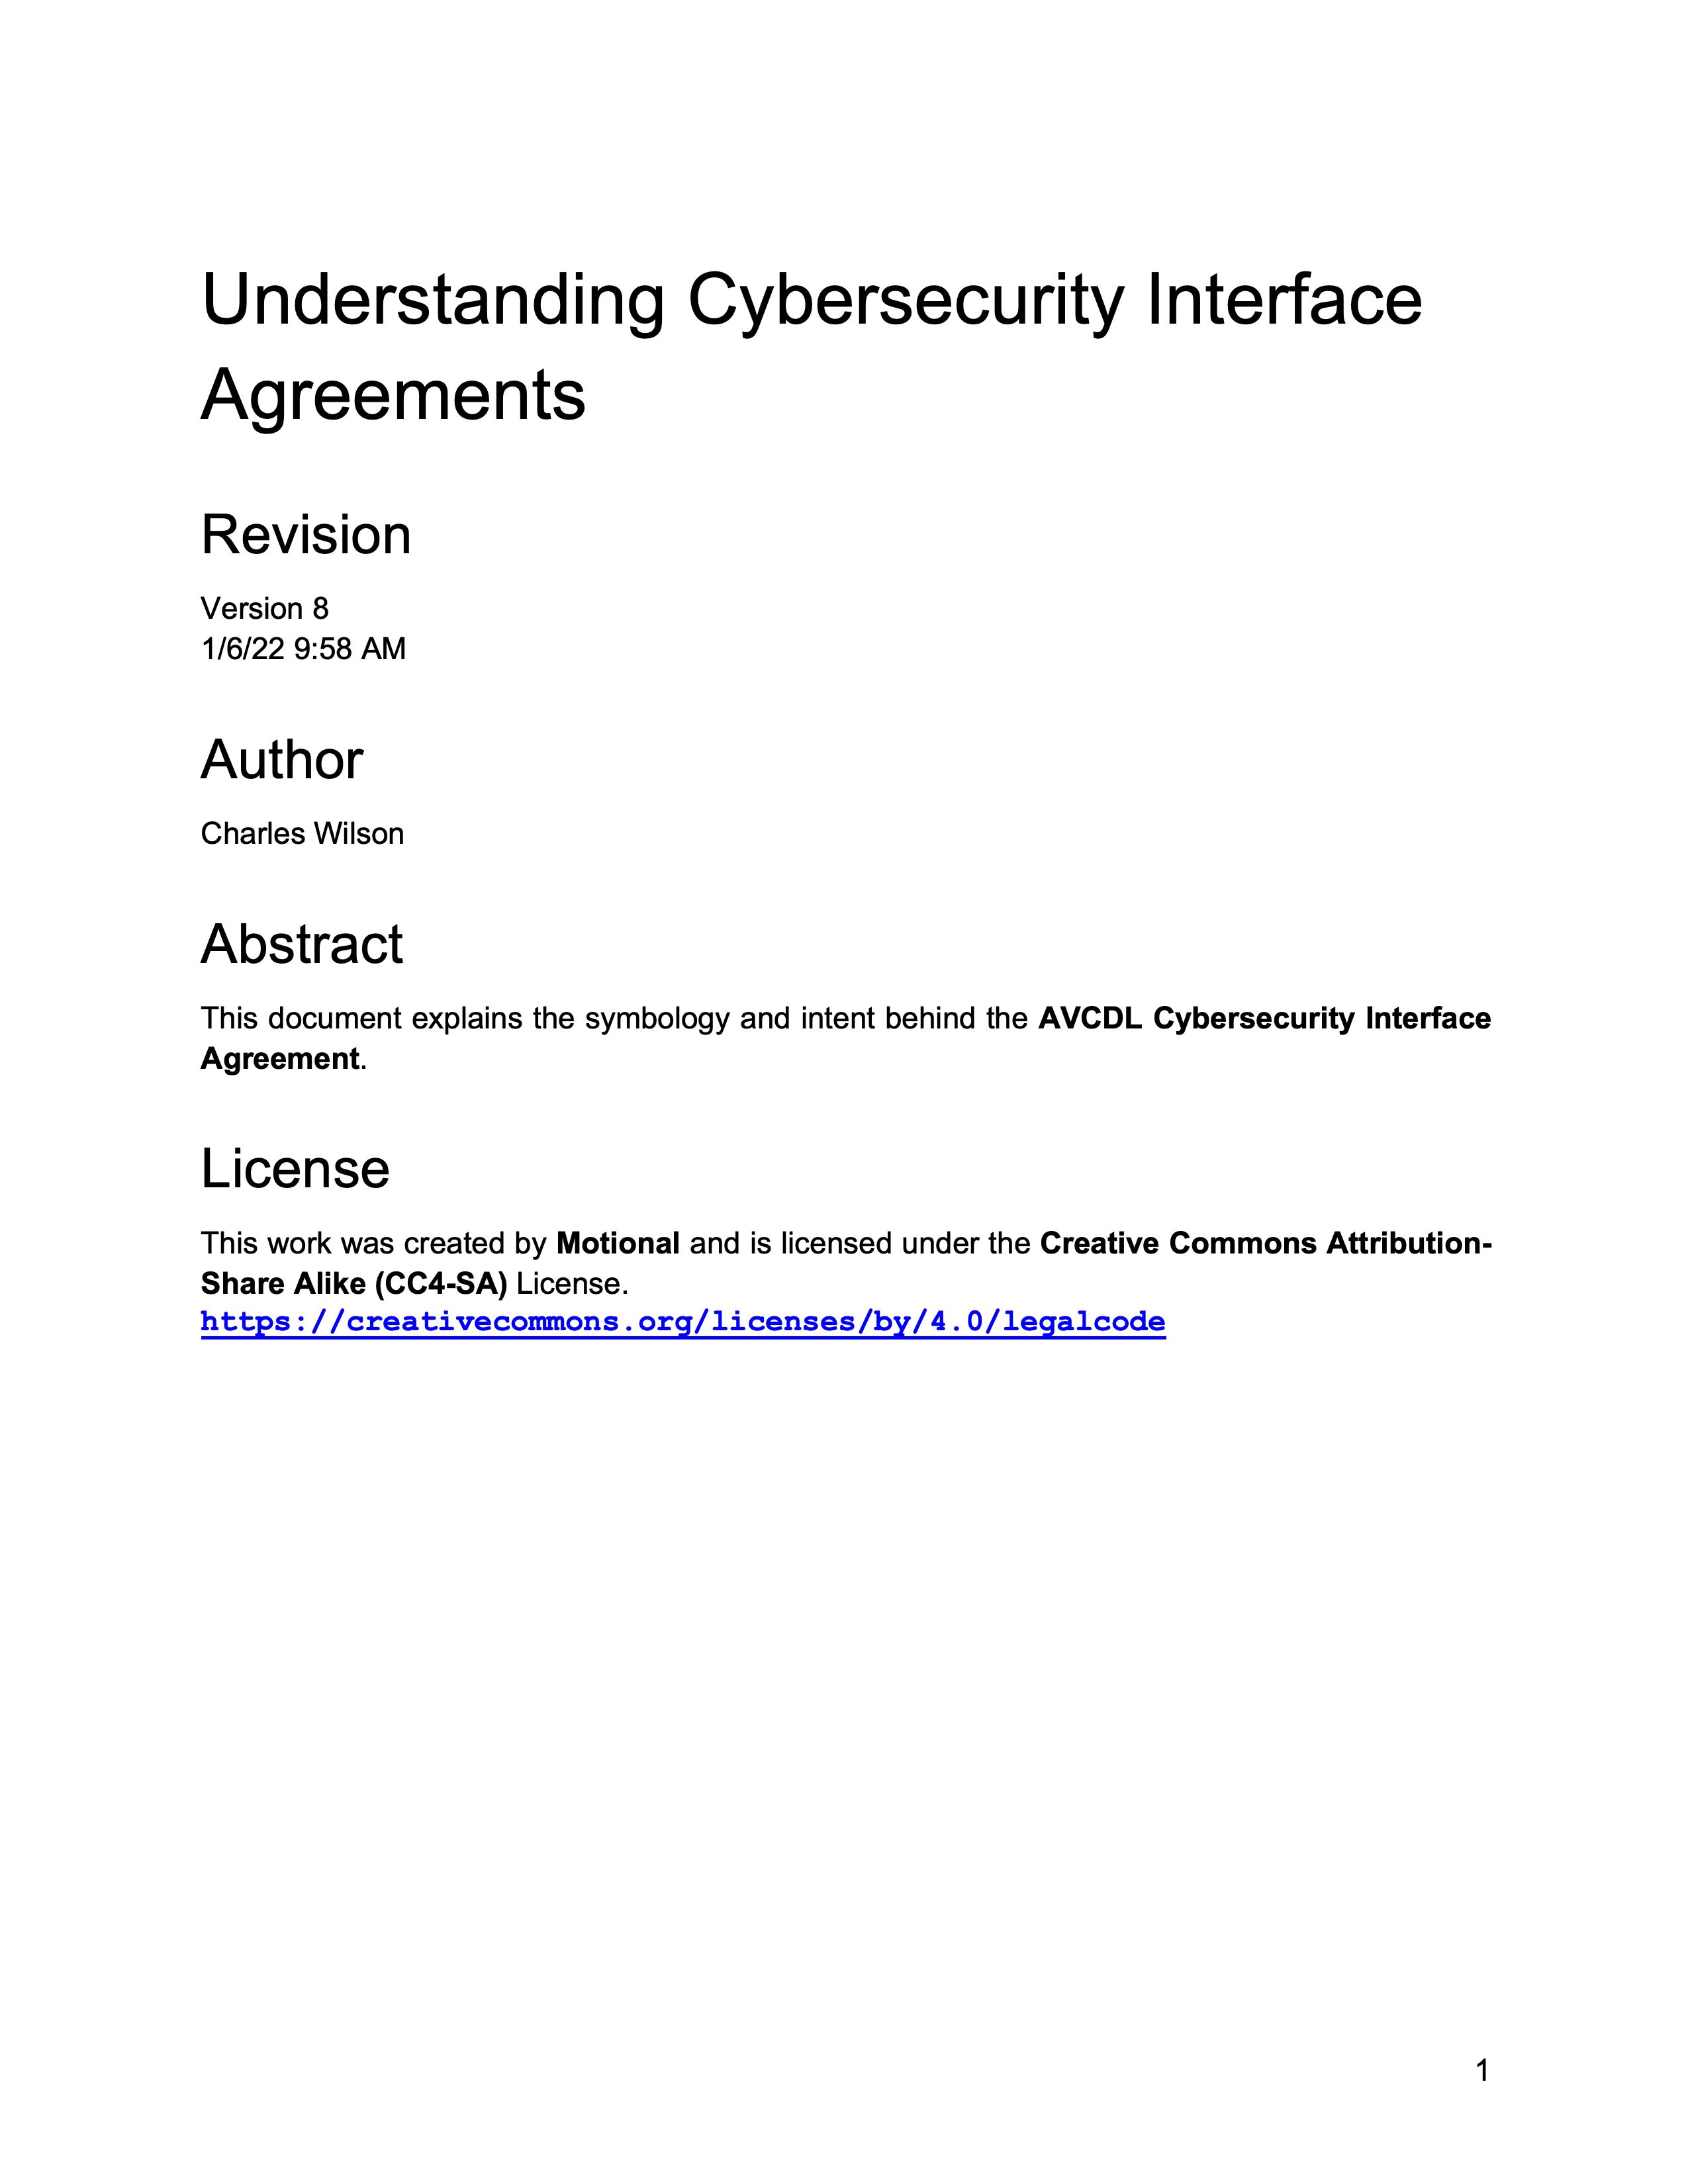 Understanding Cybersecurity Interface
Agreements
Revision
Version 8
1/6/22 9:58 AM
Author
Charles Wilson
Abstract
This document explains the symbology and intent behind the AVCDL Cybersecurity Interface
Agreement.
License
This work was created by Motional and is licensed under the Creative Commons Attribution-
Share Alike (CC4-SA) License.
https://creativecommons.org/licenses/by/4.0/legalcode
1